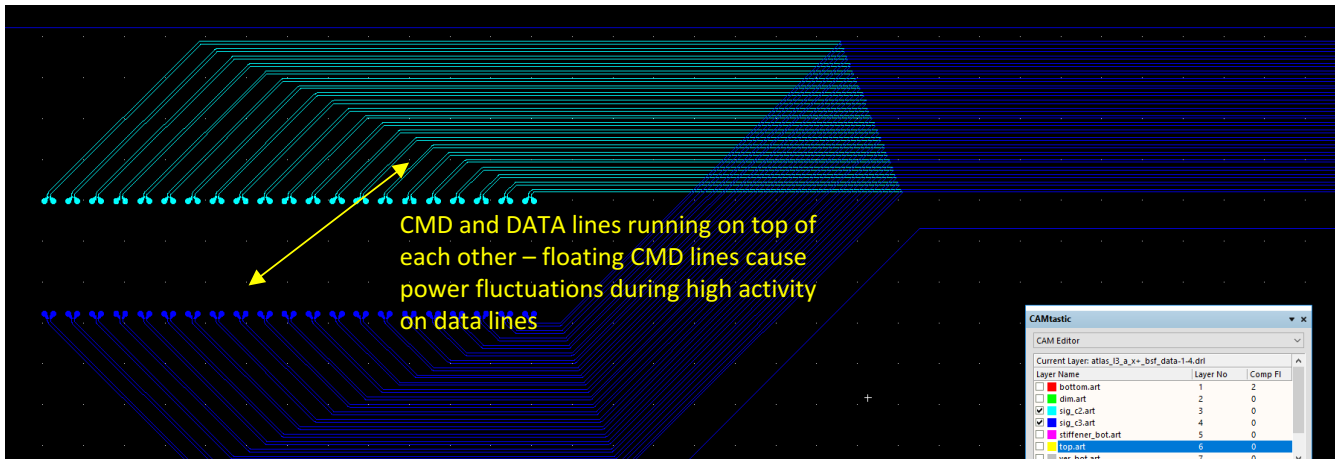 CMD and DATA lines running on top of
each other – floating CMD lines cause
power fluctuations during high activity
on data lines
CAMtastic
CAM Editor
Current Layer: atlas_l3_a_x+_bsf_data-1-4.drl
Layer Name Layer No Comp Fl
bottom.art 1 2
dim.art 2 0
sig_c2.art 3 0
sig_c3.art 4 0
stiffener_bot.art 5 0
top.art 6 0
7 0